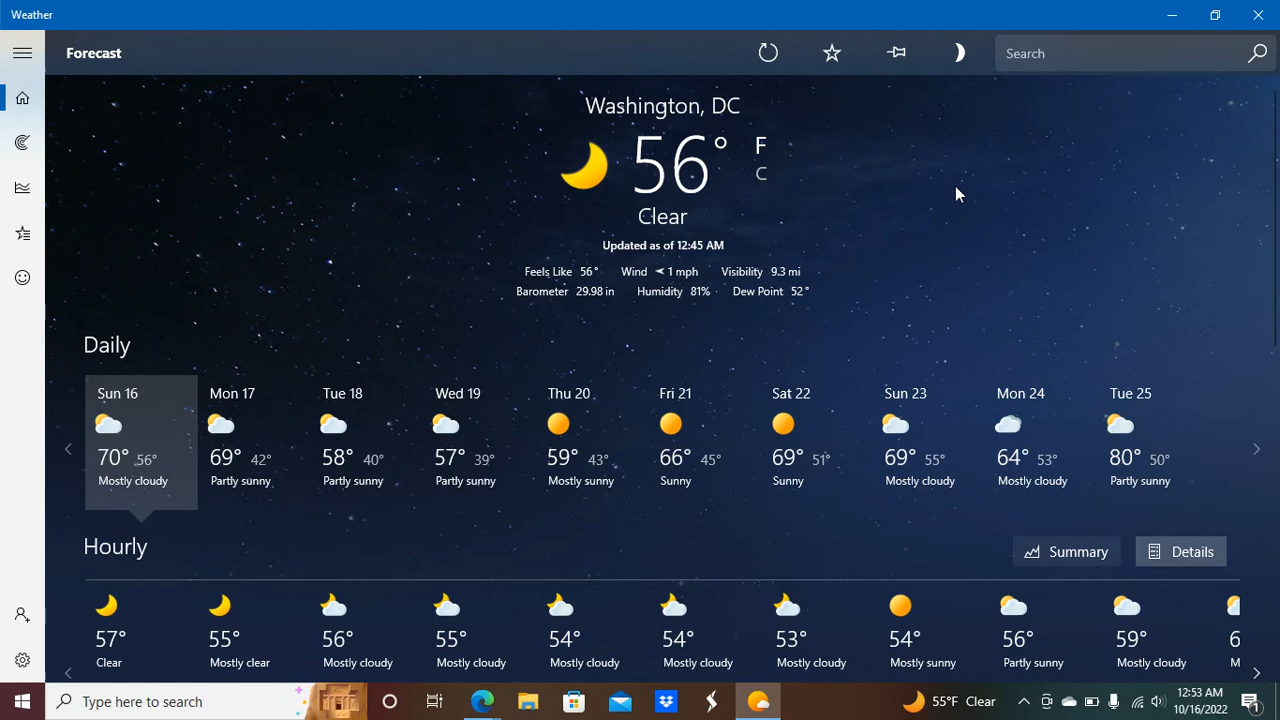 Weather
Forecast
Search
Washington, DC
56° F
C
Clear
Updated as of 12:45 AM
Feels Like 56° Wind 1 mph Visibility 9.3 mi
Barometer 29.98 in Humidity 81% Dew Point 52°
Daily
Sun 16 Mon 17 Tue 18 Wed 19 Thu 20 Fri 21 Sat 22 Sun 23 Mon 24 Tue 25
70° 56° 69° 42° 58° 40° 57° 39° 59° 43° 66° 45° 69° 51° 69° 55° 64° 53° 80° 50°
Mostly cloudy Partly sunny Partly sunny Partly sunny Mostly sunny Sunny Sunny Mostly cloudy Mostly cloudy Partly sunny
Hourly
Summary Details
57° 55° 56° 55° 54° 54° 53° 54° 56° 59° 6
Clear Mostly clear Mostly cloudy Mostly cloudy Mostly cloudy Mostly cloudy Mostly cloudy Mostly sunny Partly sunny Mostly cloudy M
Type here to search
55°F Clear
12:53 AM
10/16/2022
1